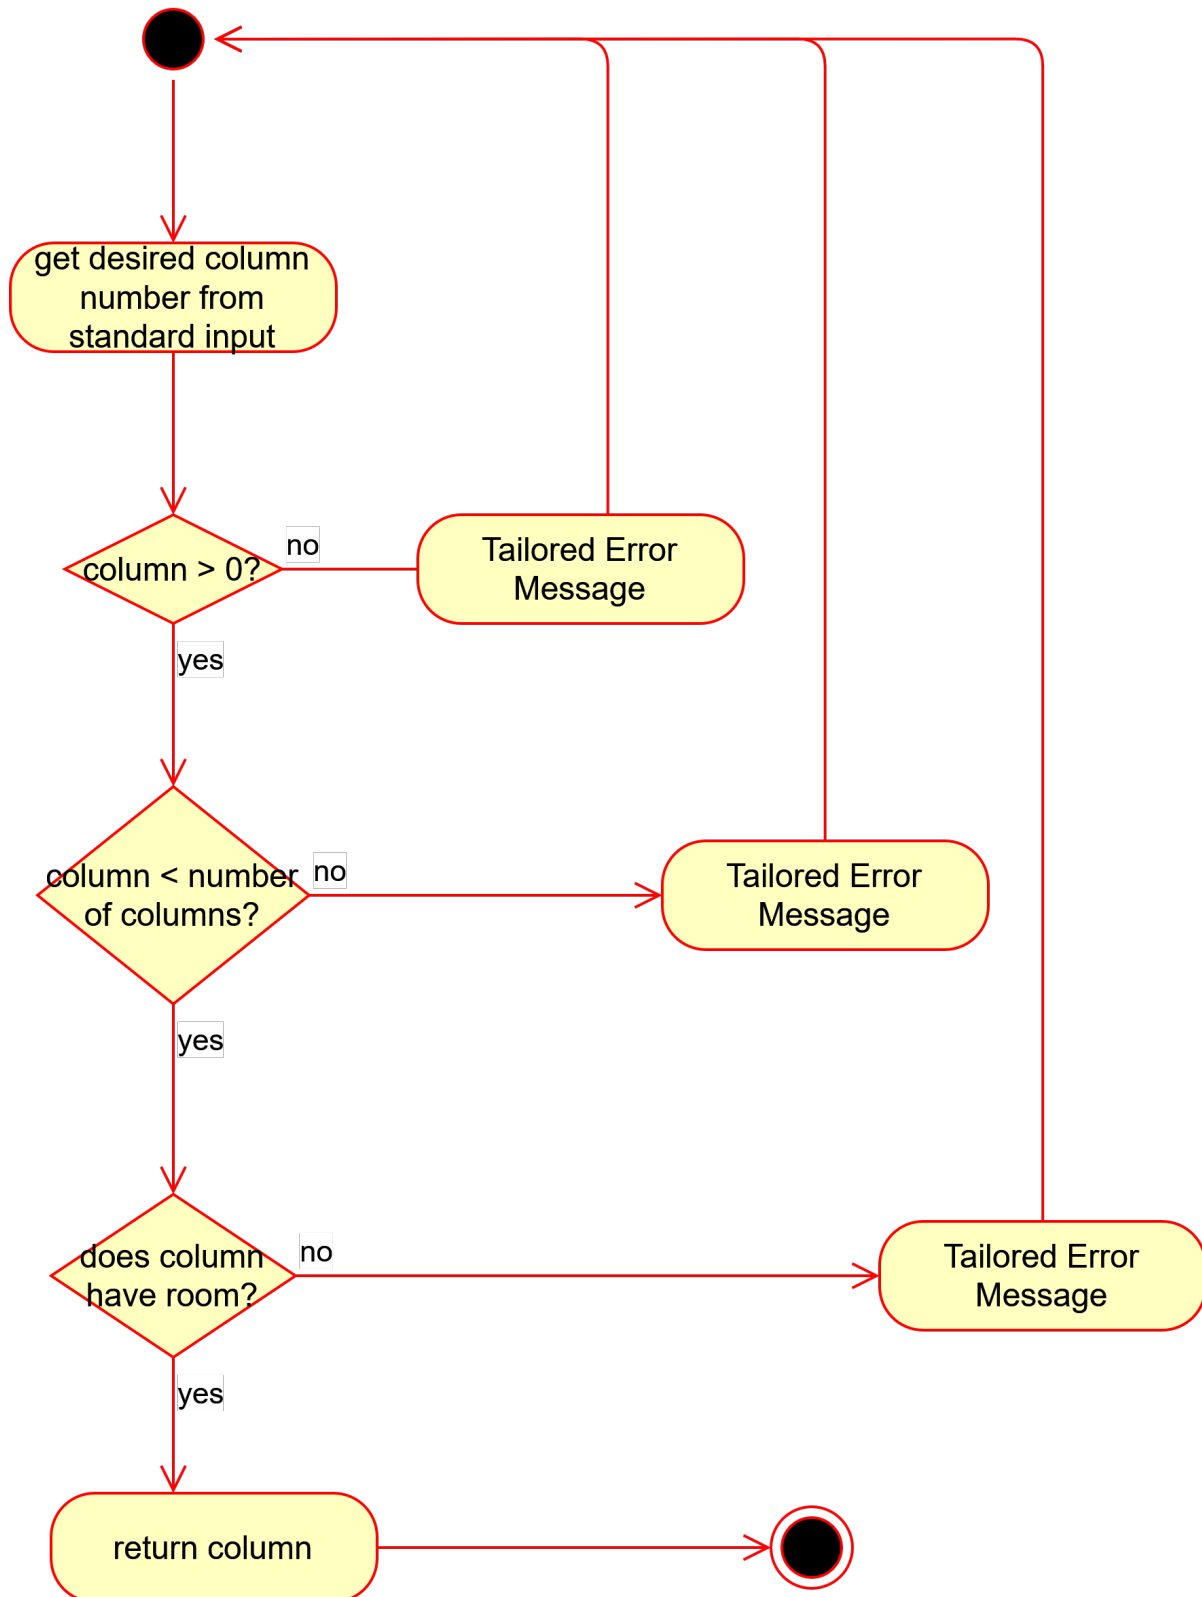 get desired column
number from
standard input
column > 0?
no
Tailored Error
Message
yes
column < number
of columns?
no
Tailored Error
Message
yes
does column
have room?
no
Tailored Error
Message
yes
return column